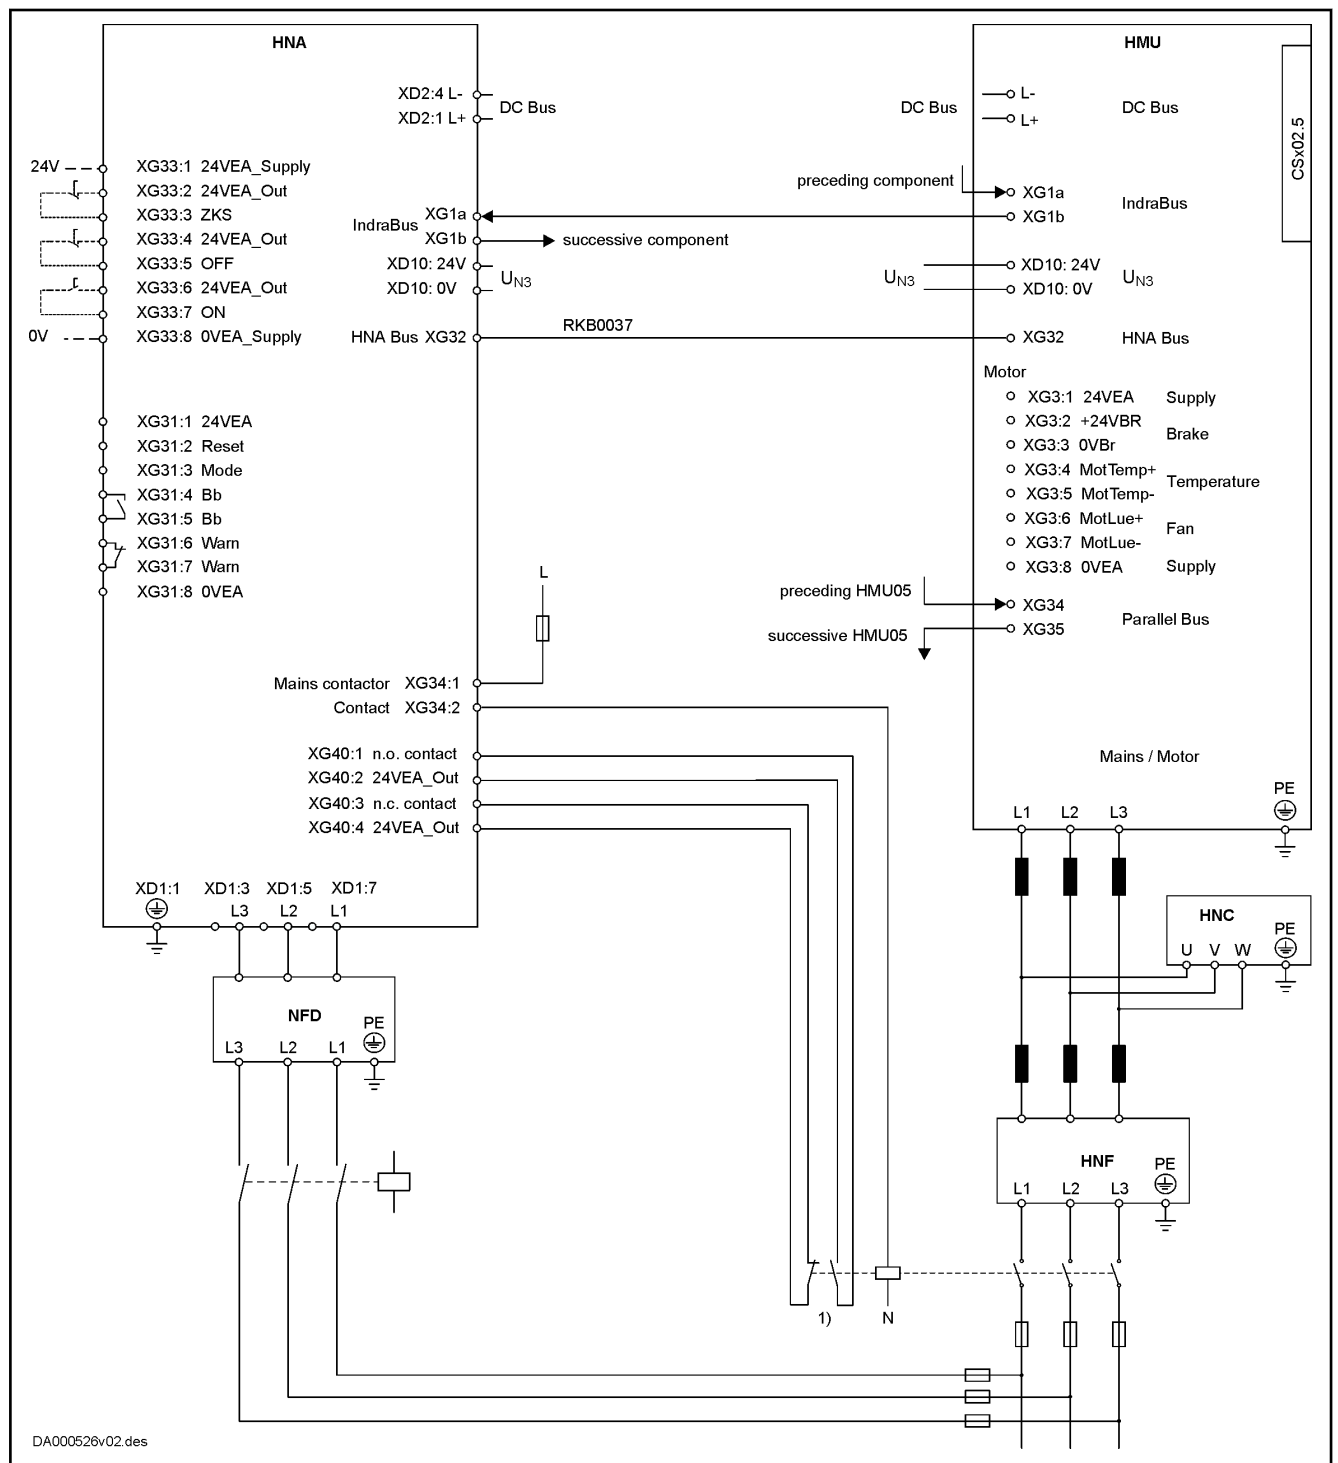 HNA
XD2:4 L-
XD2:1 L+
DC Bus
24V
XG33:1 24VEA_Supply
XG33:2 24VEA_Out
XG33:3 ZKS
XG33:4 24VEA_Out
XG33:5 OFF
XG33:6 24VEA_Out
XG33:7 ON
0V
XG33:8 0VEA_Supply
IndraBus
XG1a
XG1b
successive component
XD10: 24V
XD10: 0V
UN3
HNA Bus XG32
RKB0037
XG31:1 24VEA
XG31:2 Reset
XG31:3 Mode
XG31:4 Bb
XG31:5 Bb
XG31:6 Warn
XG31:7 Warn
XG31:8 0VEA
L
Mains contactor XG34:1
Contact XG34:2
XG40:1 n.o. contact
XG40:2 24VEA_Out
XG40:3 n.c. contact
XG40:4 24VEA_Out
XD1:1 XD1:3 XD1:5 XD1:7
L3 L2 L1
NFD
PE
L3 L2 L1
HMU
CSx02.5
DC Bus
L-
L+
DC Bus
preceding component
XG1a
XG1b
IndraBus
UN3
XD10: 24V
XD10: 0V
UN3
XG32
HNA Bus
Motor
XG3:1 24VEA Supply
XG3:2 +24VBR
XG3:3 0VBr
Brake
XG3:4 MotTemp+
XG3:5 MotTemp-
Temperature
XG3:6 MotLue+
XG3:7 MotLue-
Fan
XG3:8 0VEA Supply
preceding HMU05
XG34
successive HMU05
XG35
Parallel Bus
Mains / Motor
PE
L1 L2 L3
HNC
PE
U V W
HNF
PE
L1 L2 L3
1)
N
DA000526v02.des